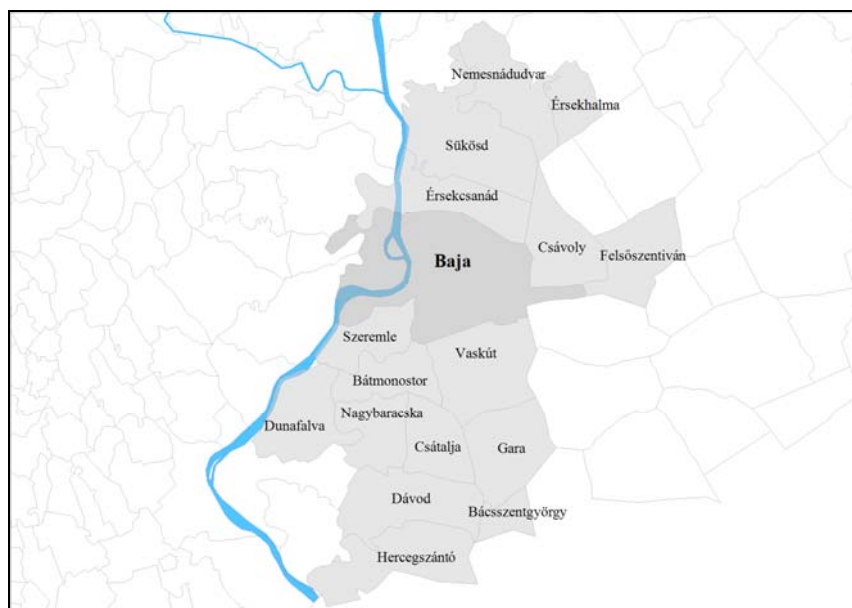 Nemesnádudvar
Érsekhalma
Sükösd
Érsekcsanád
Csávoly
Felsőszentiván
Baja
Szeremle
Vaskút
Bátmonostor
Nagybaracska
Dunafalva
Csátalja
Gara
Dávod
Bácsszentgyörgy
Hercegszántó